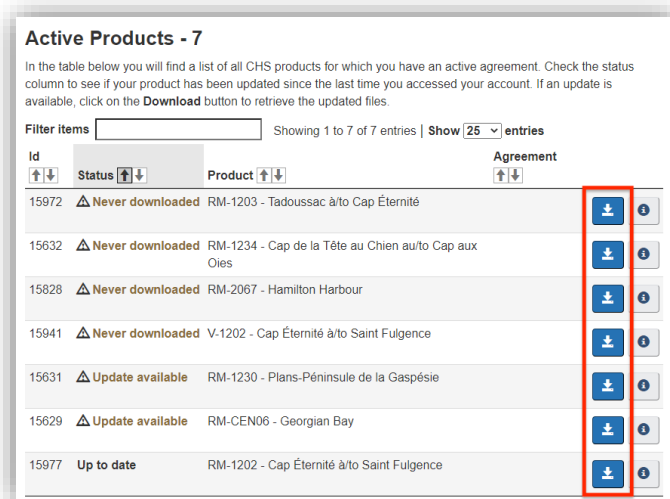 Active Products - 7
In the table below you will find a list of all CHS products for which you have an active agreement. Check the status
column to see if your product has been updated since the last time you accessed your account. If an update is
available, click on the Download button to retrieve the updated files.
Filter items Showing 1 to 7 of 7 entries | Show 25 entries
Id Status Product Agreement
15972 Never downloaded RM-1203 - Tadoussac à/to Cap Éternité
15632 Never downloaded RM-1234 - Cap de la Tête au Chien au/to Cap aux
Oies
15828 Never downloaded RM-2067 - Hamilton Harbour
15941 Never downloaded V-1202 - Cap Éternité à/to Saint Fulgence
15631 Update available RM-1230 - Plans-Péninsule de la Gaspésie
15629 Update available RM-CEN06 - Georgian Bay
15977 Up to date RM-1202 - Cap Éternité à/to Saint Fulgence